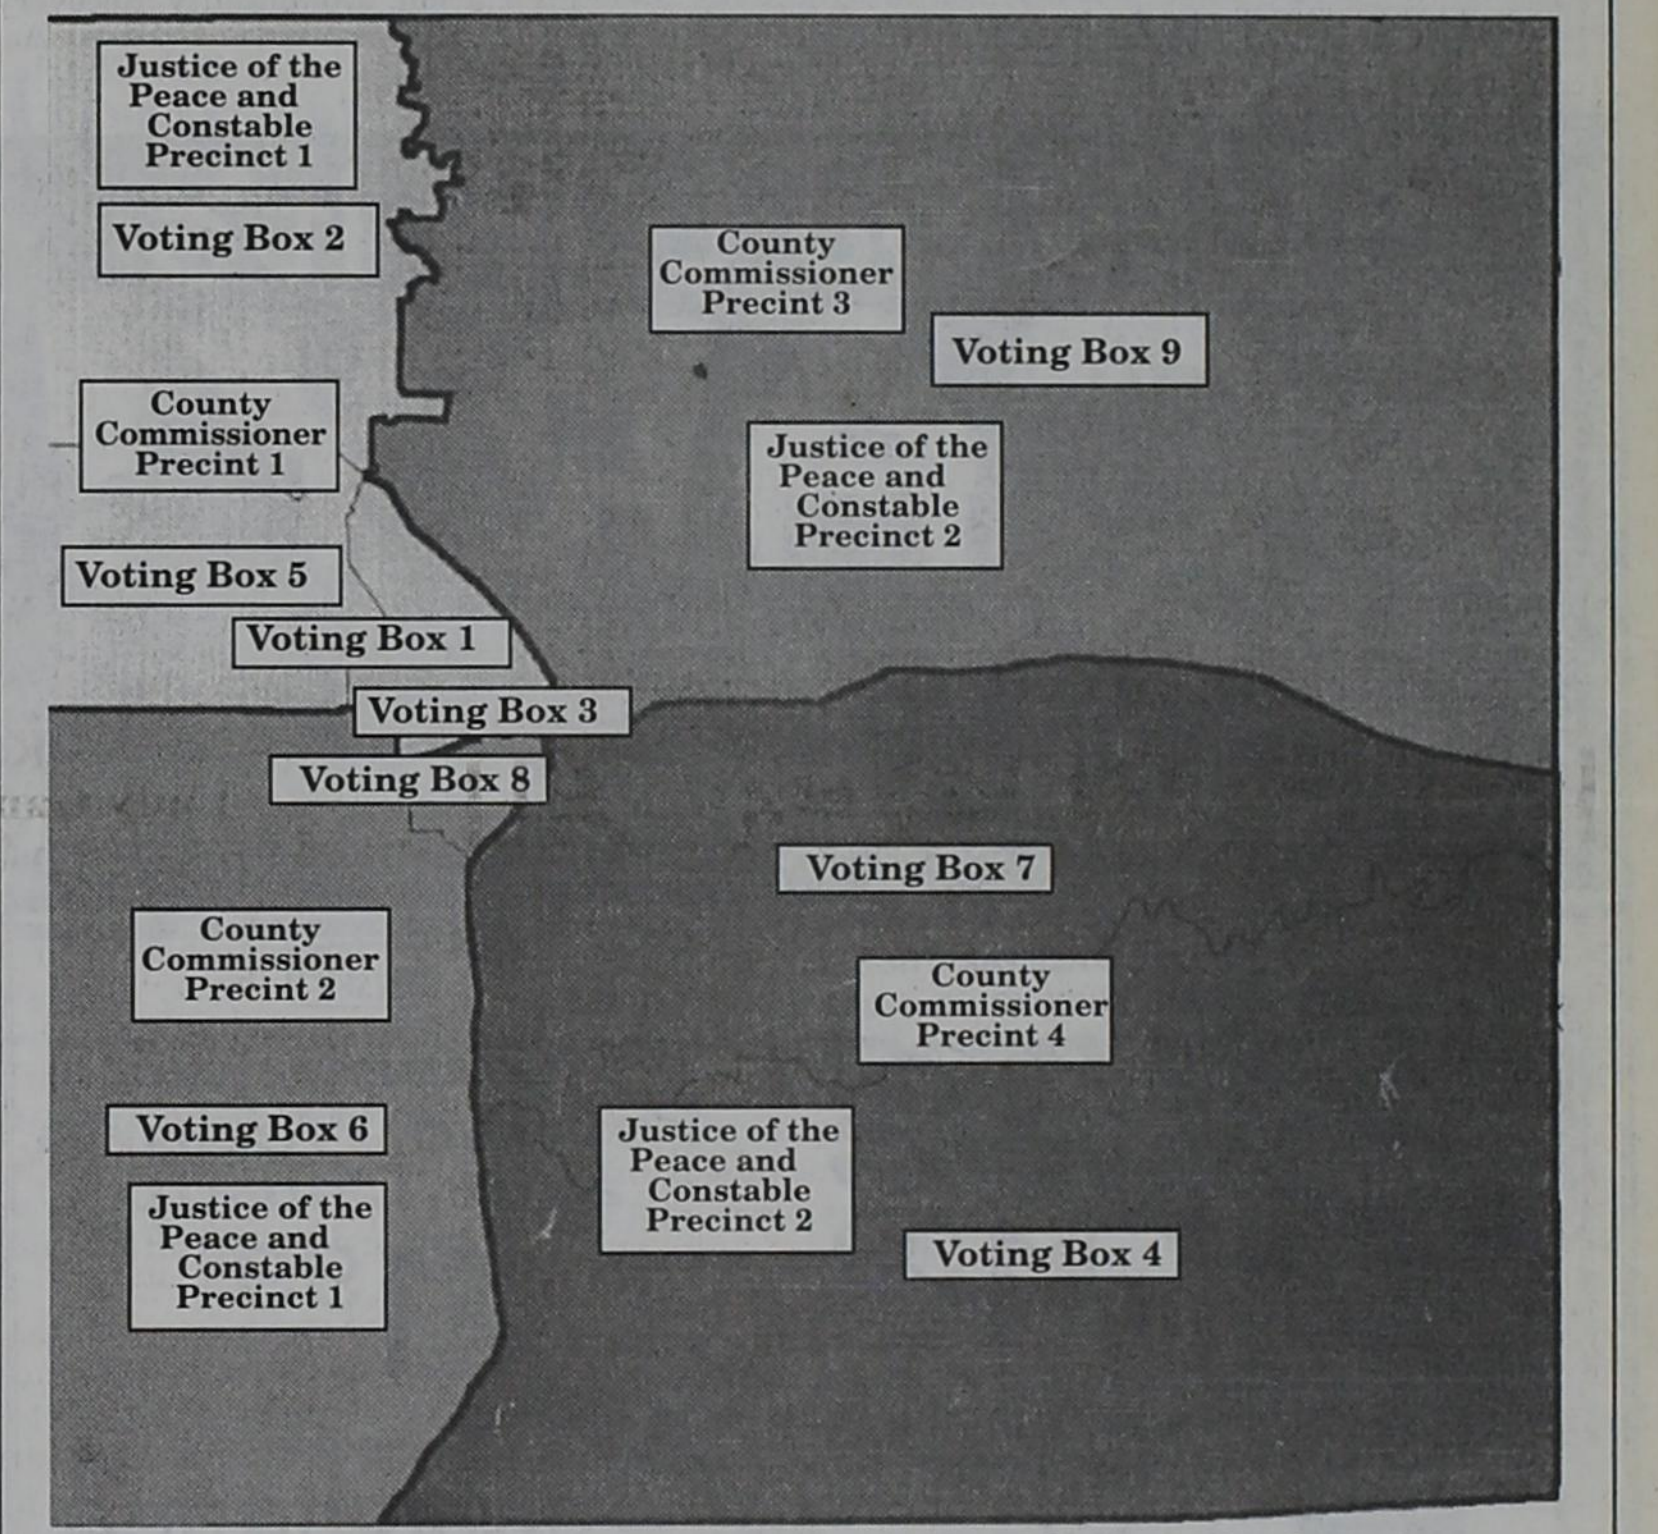 Justice of the
Peace and
Constable
Precinct 1
Voting Box 2
County
Commissioner
Precint 3
Voting Box 9
County
Commissioner
Precint 1
Justice of the
Peace and
Constable
Precinct 2
Voting Box 5
Voting Box 1
Voting Box 3
Voting Box 8
Voting Box 7
County
Commissioner
Precint 2
County
Commissioner
Precint 4
Voting Box 6
Justice of the
Peace and
Constable
Precinct 2
Justice of the
Peace and
Constable
Precinct 1
Voting Box 4